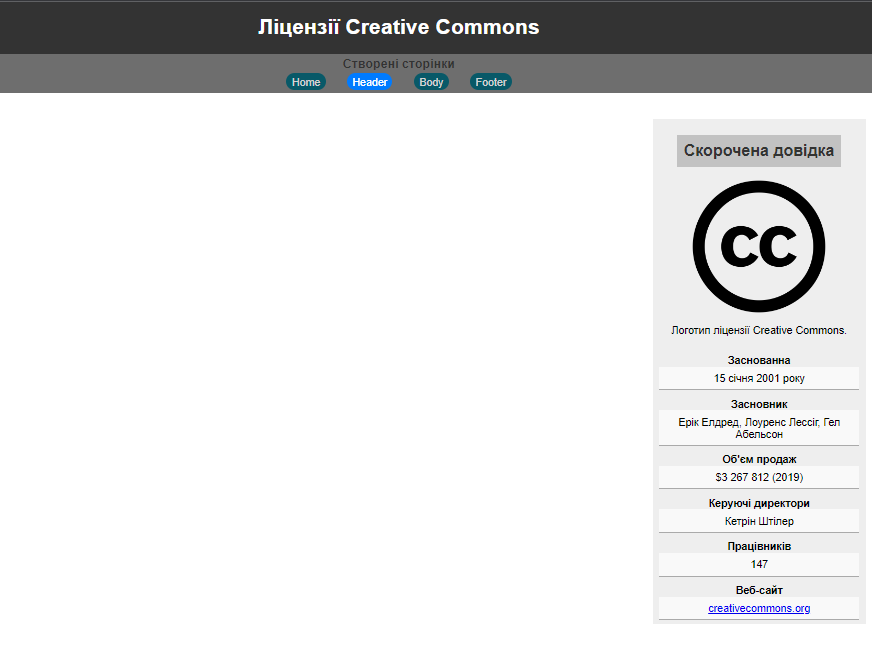 Ліцензії Creative Commons
Створені сторінки
Home Header Body Footer
Скорочена довідка
CC
Логотип ліцензії Creative Commons.
Заснованна
15 січня 2001 року
Засновник
Ерік Елдред, Лоуренс Лессіг, Гел
Абельсон
Об'єм продаж
$3 267 812 (2019)
Керуючі директори
Кетрін Штілер
Працівників
147
Веб-сайт
creativecommons.org